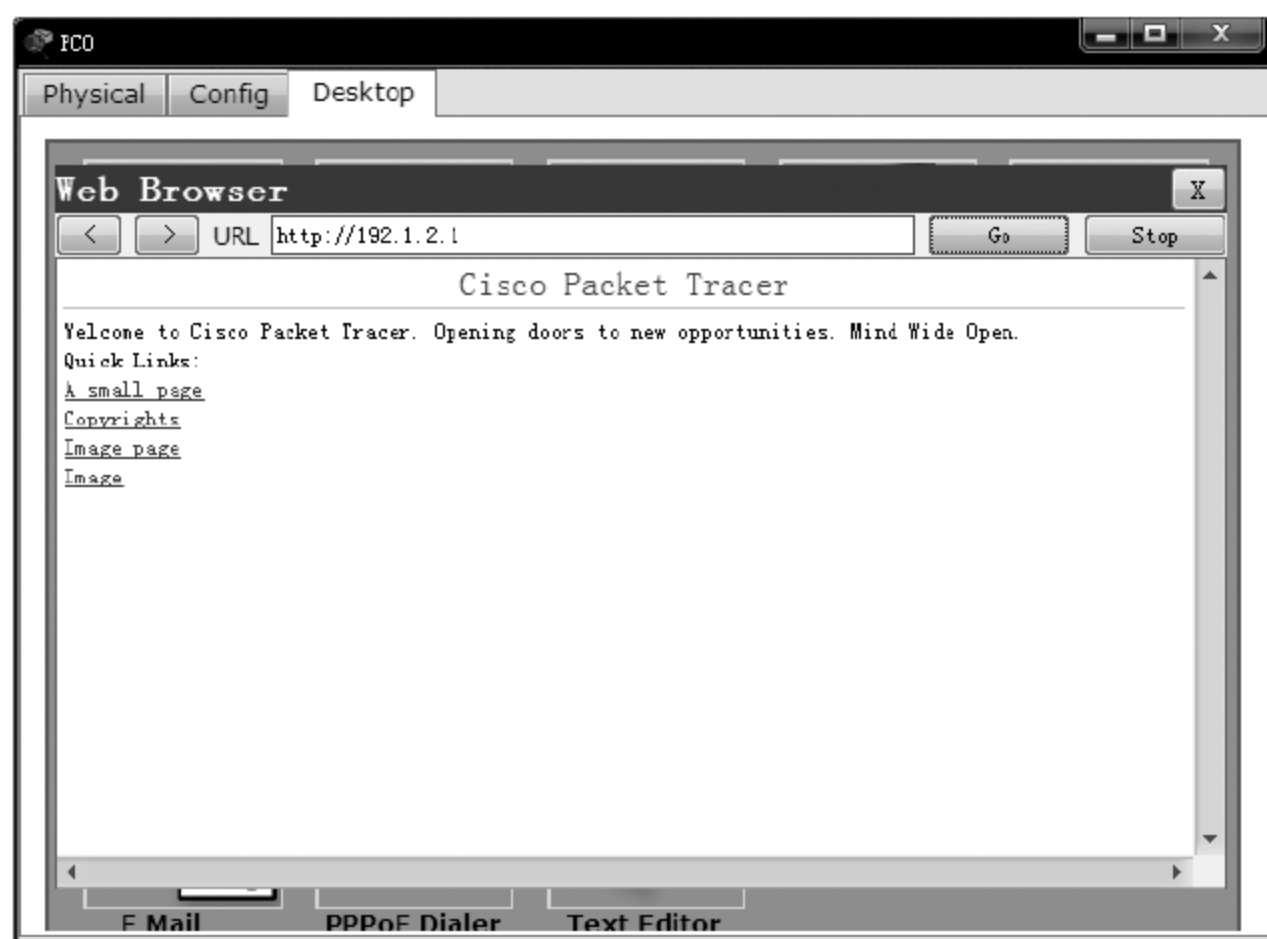 PC0
X
Physical Config Desktop
Web Browser
X
< > URL http://192.1.2.1 Go Stop
Cisco Packet Tracer
Welcome to Cisco Packet Tracer. Opening doors to new opportunities. Mind Wide Open.
Quick Links:
A small page
Copyrights
Image page
Image
E Mail PPPoE Dialer Text Editor